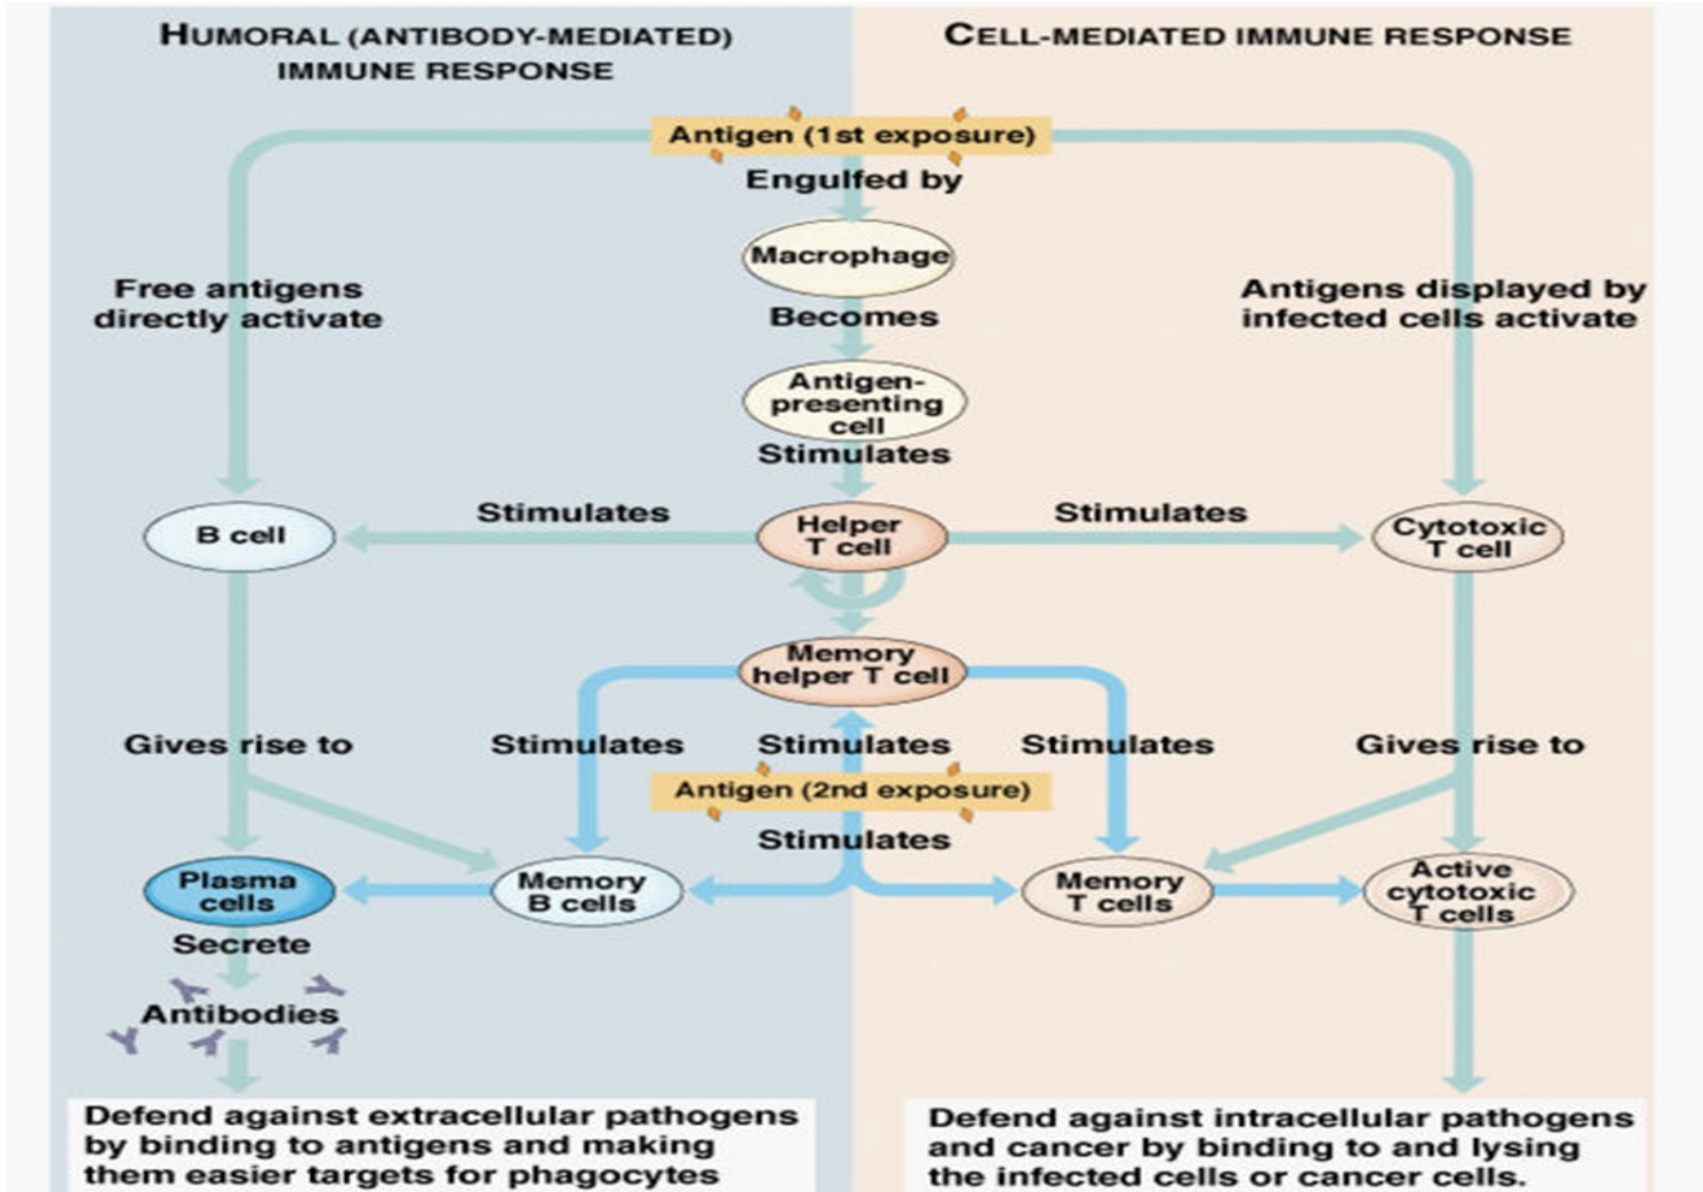 HUMORAL (ANTIBODY-MEDIATED)
IMMUNE RESPONSE
CELL-MEDIATED IMMUNE RESPONSE
Antigen (1st exposure)
Engulfed by
Macrophage
Free antigens
directly activate
Becomes
Antigens displayed by
infected cells activate
Antigen-
presenting
cell
Stimulates
B cell
Stimulates
Helper
T cell
Stimulates
Cytotoxic
T cell
Memory
helper T cell
Gives rise to
Stimulates
Stimulates
Stimulates
Gives rise to
Antigen (2nd exposure)
Stimulates
Plasma
cells
Memory
B cells
Memory
T cells
Active
cytotoxic
T cells
Secrete
Antibodies
Defend against extracellular pathogens
by binding to antigens and making
them easier targets for phagocytes
Defend against intracellular pathogens
and cancer by binding to and lysing
the infected cells or cancer cells.